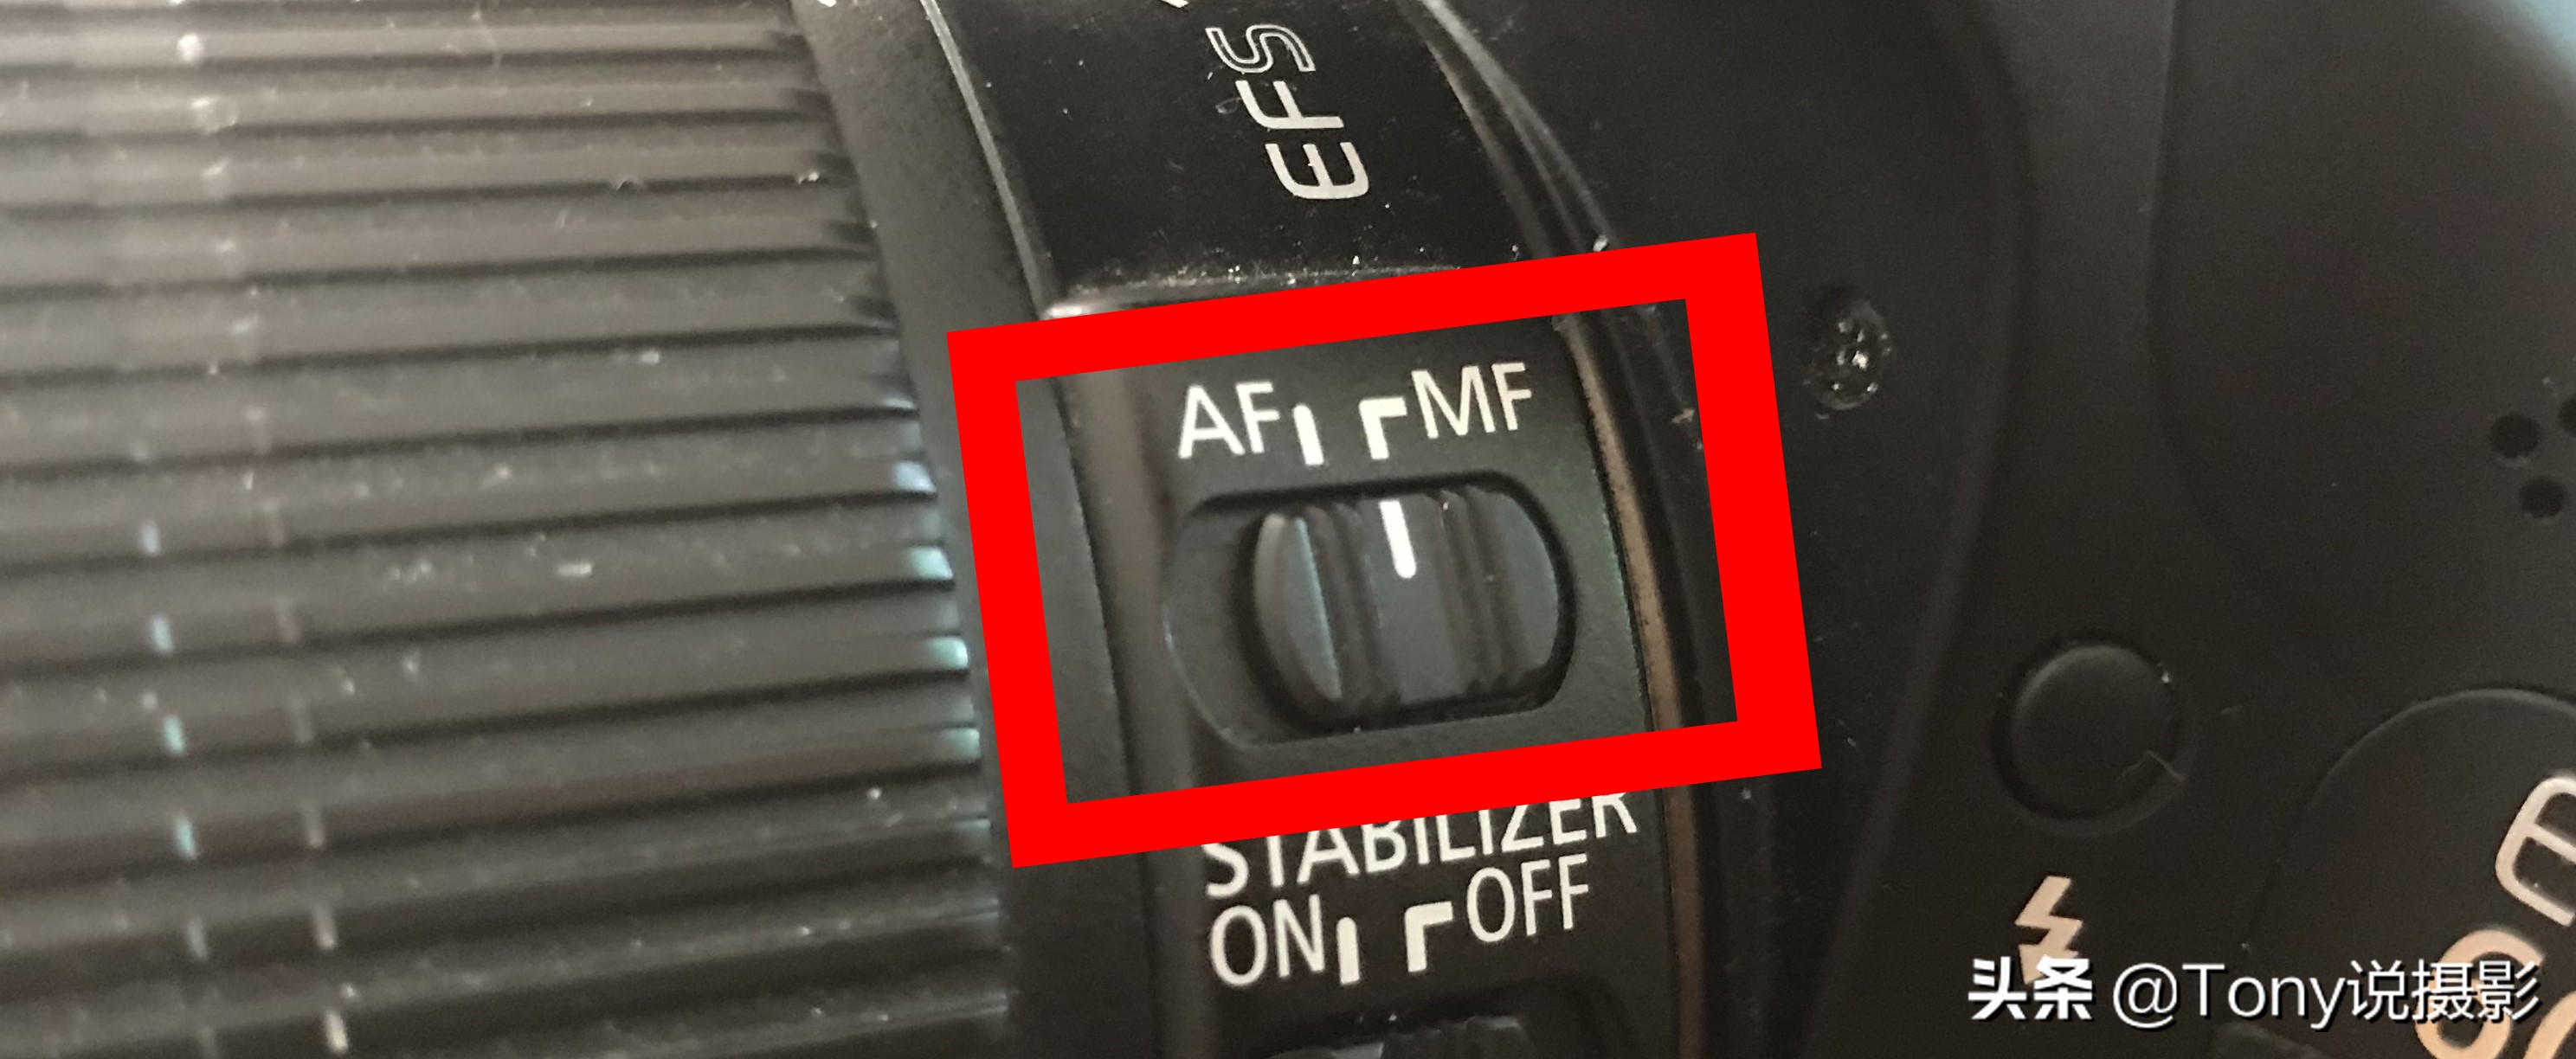 EFS
AF MF
STABILIZER
ON OFF
头条 @Tony说摄影